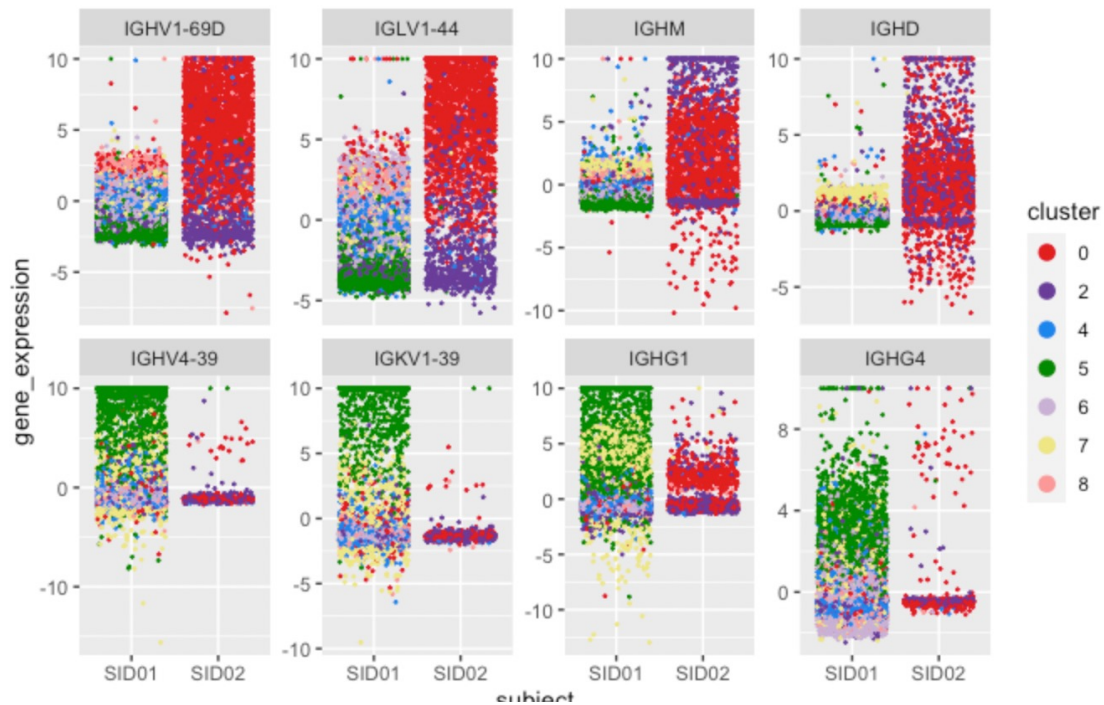 IGHV1-69D IGLV1-44 IGHM IGHD
10 10 10 10
5 5 5 5
0 0 0 0
-5 -5 -5 -5
-10
IGHV4-39 IGKV1-39 IGHG1 IGHG4
10 10 10 8
0 5 5 4
-10 0 0 0
-5 -5
-10 -10
SID01 SID02 SID01 SID02 SID01 SID02 SID01 SID02
subject
gene_expression
cluster
0
2
4
5
6
7
8